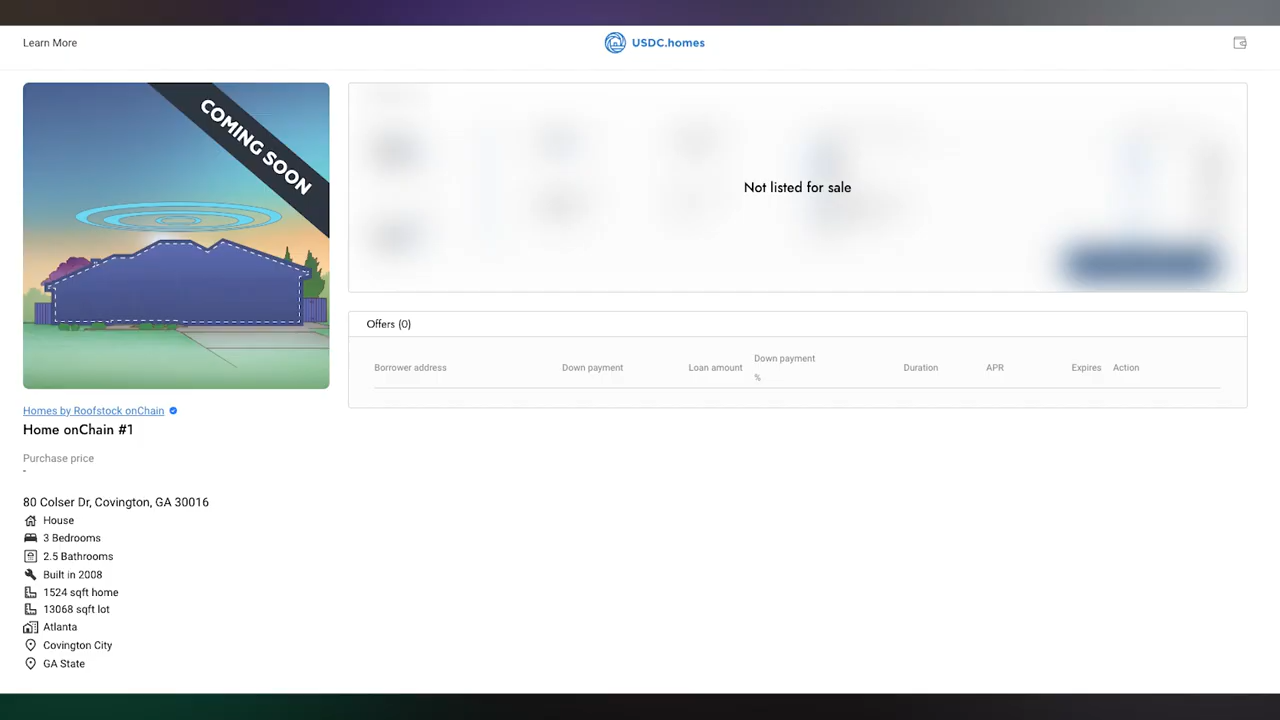 Learn More
USDC.homes
COMING SOON
Not listed for sale
Offers (0)
Borrower address
Down payment
Loan amount
Down payment
%
Duration
APR
Expires
Action
Homes by Roofstock onChain
Home onChain #1
Purchase price
-
80 Colser Dr, Covington, GA 30016
House
3 Bedrooms
2.5 Bathrooms
Built in 2008
1524 sqft home
13068 sqft lot
Atlanta
Covington City
GA State